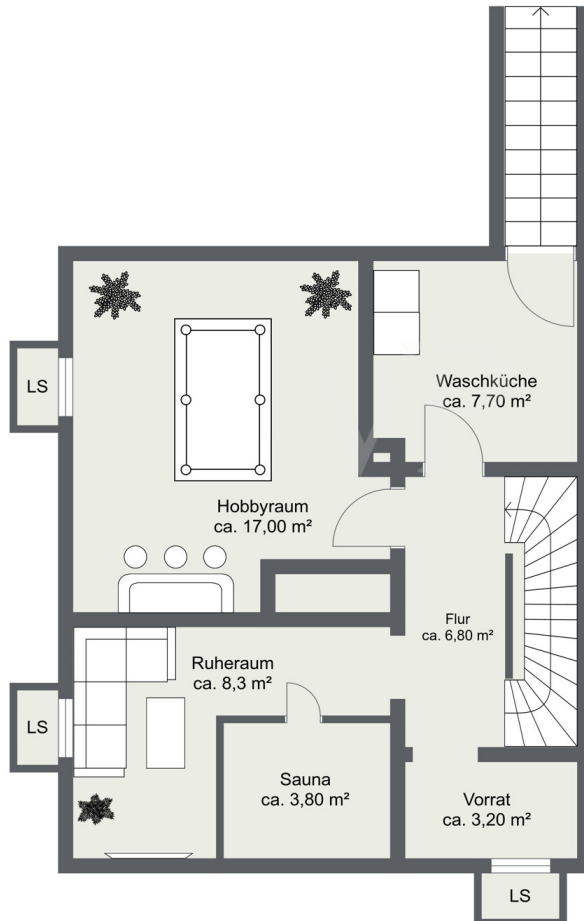 Waschküche
ca. 7,70 m²
LS
Hobbyraum
ca. 17,00 m²
Flur
ca. 6,80 m²
Ruheraum
ca. 8,3 m²
LS
Sauna
ca. 3,80 m²
Vorrat
ca. 3,20 m²
LS